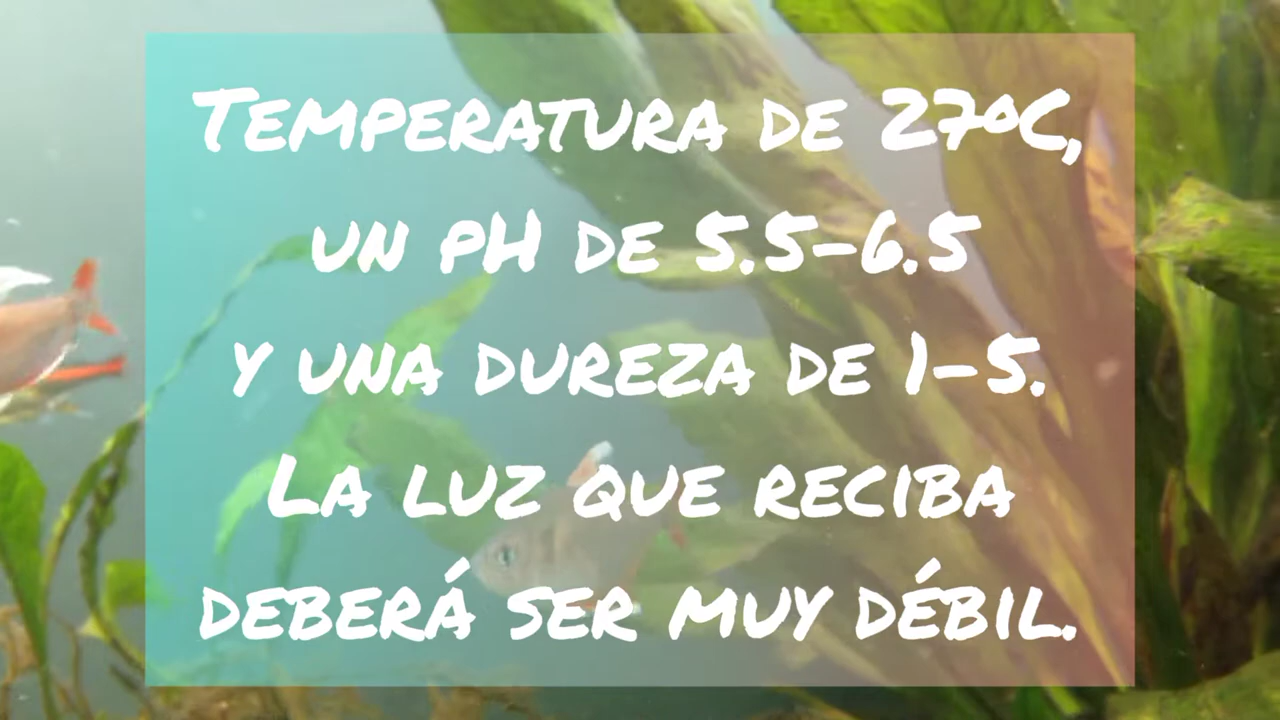 Temperatura de 27ºC,
un pH de 5.5-6.5
y una dureza de 1-5.
La luz que reciba
deberá ser muy débil.